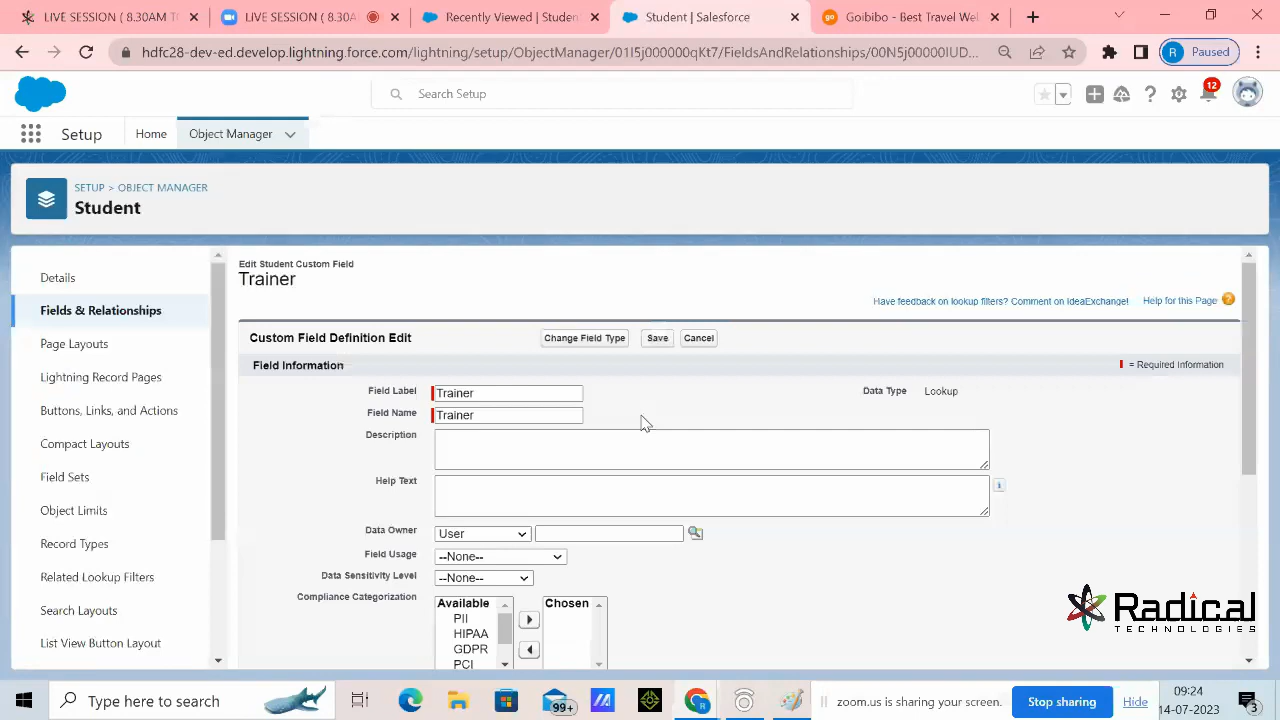 LIVE SESSION (8.30AM TO
LIVE SESSION (8.30A
Recently Viewed | Studen
Student | Salesforce
Goibibo - Best Travel Wel
hdfc28-dev-ed.develop.lightning.force.com/lightning/setup/ObjectManager/01I5j000000qKt7/FieldsAndRelationships/00N5j00000IUD...
R Paused
Search Setup
12
Setup
Home
Object Manager
SETUP > OBJECT MANAGER
Student
Details
Fields & Relationships
Page Layouts
Lightning Record Pages
Buttons, Links, and Actions
Compact Layouts
Field Sets
Object Limits
Record Types
Related Lookup Filters
Search Layouts
List View Button Layout
Edit Student Custom Field
Trainer
Have feedback on lookup filters? Comment on IdeaExchange!
Help for this Page
Custom Field Definition Edit
Change Field Type
Save
Cancel
Field Information
= Required Information
Field Label
Trainer
Data Type
Lookup
Field Name
Trainer
Description
Help Text
Data Owner
User
Field Usage
--None--
Data Sensitivity Level
--None--
Compliance Categorization
Available
Chosen
PII
HIPAA
GDPR
PCI
Radical
TECHNOLOGIES
Type here to search
99+
zoom.us is sharing your screen.
Stop sharing
Hide
09:24
14-07-2023
3